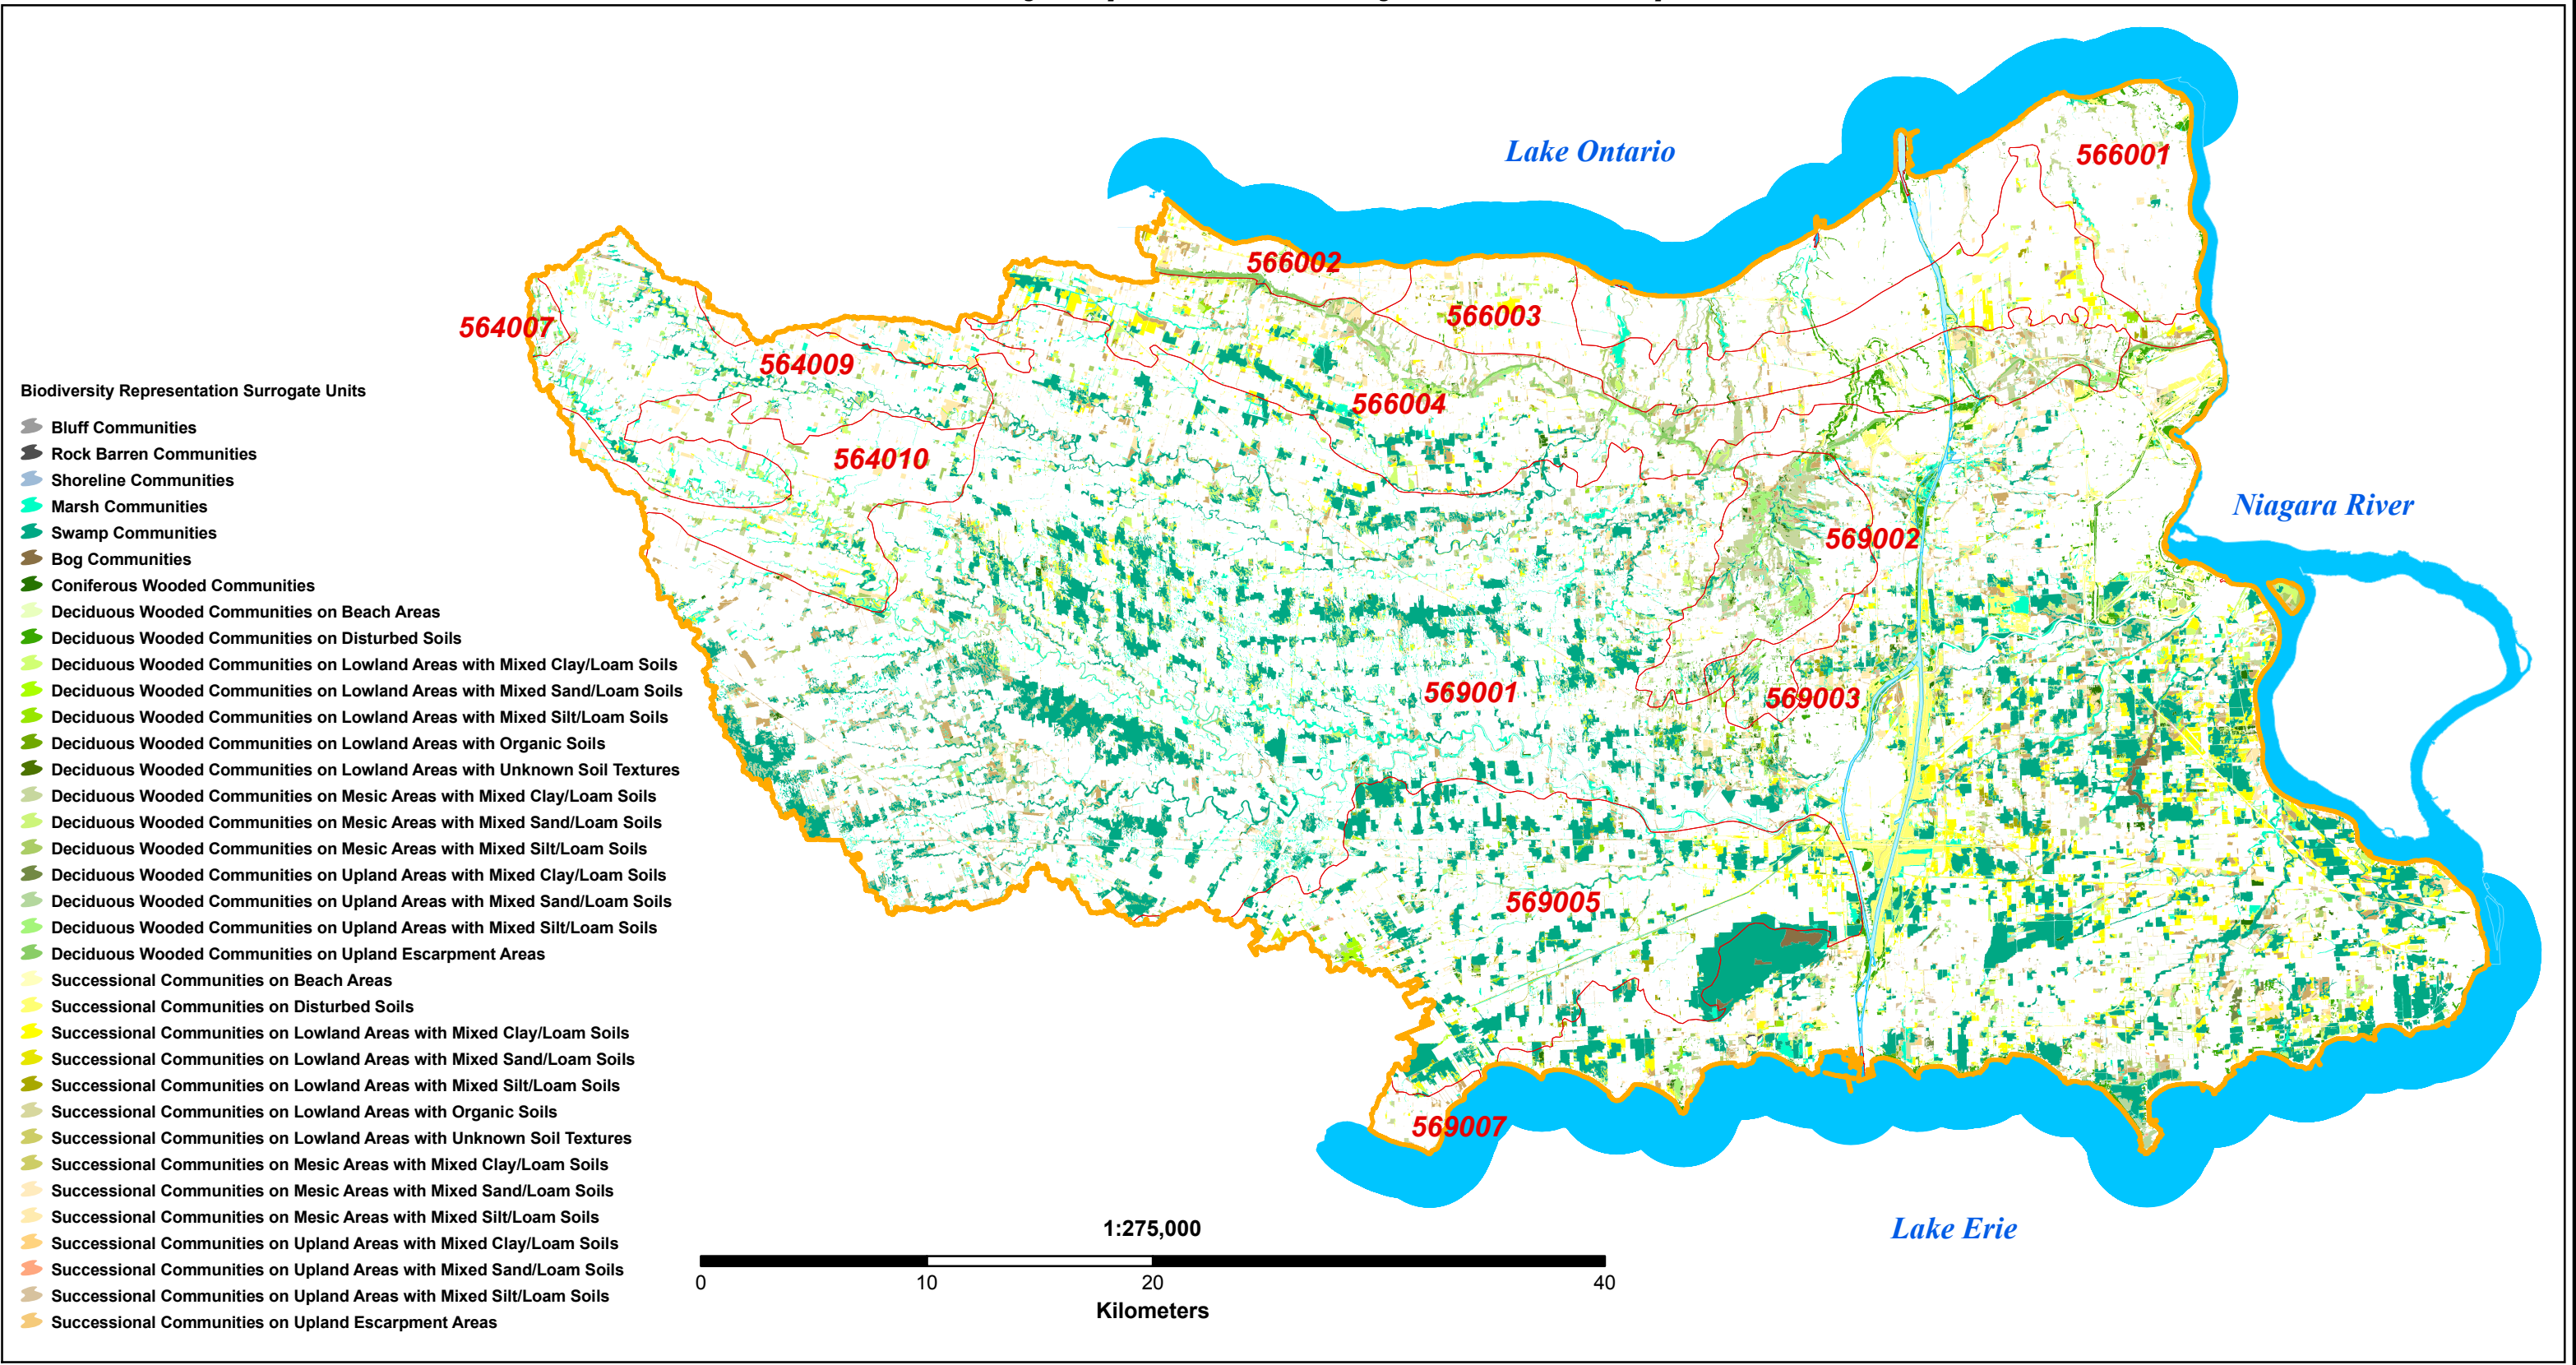 Lake Ontario
566001
566002
564007
566003
564009
566004
564010
Niagara River
569002
569001
569003
569005
569007
Lake Erie
Biodiversity Representation Surrogate Units
Bluff Communities
Rock Barren Communities
Shoreline Communities
Marsh Communities
Swamp Communities
Bog Communities
Coniferous Wooded Communities
Deciduous Wooded Communities on Beach Areas
Deciduous Wooded Communities on Disturbed Soils
Deciduous Wooded Communities on Lowland Areas with Mixed Clay/Loam Soils
Deciduous Wooded Communities on Lowland Areas with Mixed Sand/Loam Soils
Deciduous Wooded Communities on Lowland Areas with Mixed Silt/Loam Soils
Deciduous Wooded Communities on Lowland Areas with Organic Soils
Deciduous Wooded Communities on Lowland Areas with Unknown Soil Textures
Deciduous Wooded Communities on Mesic Areas with Mixed Clay/Loam Soils
Deciduous Wooded Communities on Mesic Areas with Mixed Sand/Loam Soils
Deciduous Wooded Communities on Mesic Areas with Mixed Silt/Loam Soils
Deciduous Wooded Communities on Upland Areas with Mixed Clay/Loam Soils
Deciduous Wooded Communities on Upland Areas with Mixed Sand/Loam Soils
Deciduous Wooded Communities on Upland Areas with Mixed Silt/Loam Soils
Deciduous Wooded Communities on Upland Escarpment Areas
Successional Communities on Beach Areas
Successional Communities on Disturbed Soils
Successional Communities on Lowland Areas with Mixed Clay/Loam Soils
Successional Communities on Lowland Areas with Mixed Sand/Loam Soils
Successional Communities on Lowland Areas with Mixed Silt/Loam Soils
Successional Communities on Lowland Areas with Organic Soils
Successional Communities on Lowland Areas with Unknown Soil Textures
Successional Communities on Mesic Areas with Mixed Clay/Loam Soils
Successional Communities on Mesic Areas with Mixed Sand/Loam Soils
Successional Communities on Mesic Areas with Mixed Silt/Loam Soils
Successional Communities on Upland Areas with Mixed Clay/Loam Soils
Successional Communities on Upland Areas with Mixed Sand/Loam Soils
Successional Communities on Upland Areas with Mixed Silt/Loam Soils
Successional Communities on Upland Escarpment Areas
1:275,000
0 10 20 40
Kilometers